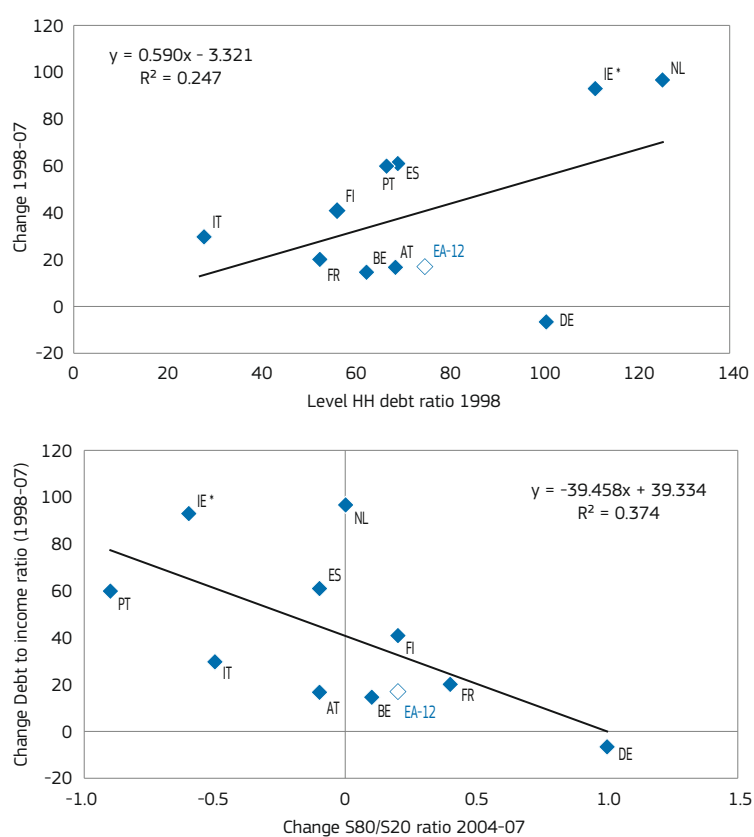 120
100
80
60
40
20
0
-20
Change 1998-07
y = 0.590x - 3.321
R² = 0.247
IE *
NL
PT
ES
FI
IT
FR
BE
AT
EA-12
DE
0 20 40 60 80 100 120 140
Level HH debt ratio 1998
120
100
80
60
40
20
0
-20
Change Debt to income ratio (1998-07)
y = -39.458x + 39.334
R² = 0.374
IE *
NL
PT
ES
FI
IT
AT
BE
EA-12
FR
DE
-1.0 -0.5 0 0.5 1.0 1.5
Change S80/S20 ratio 2004-07